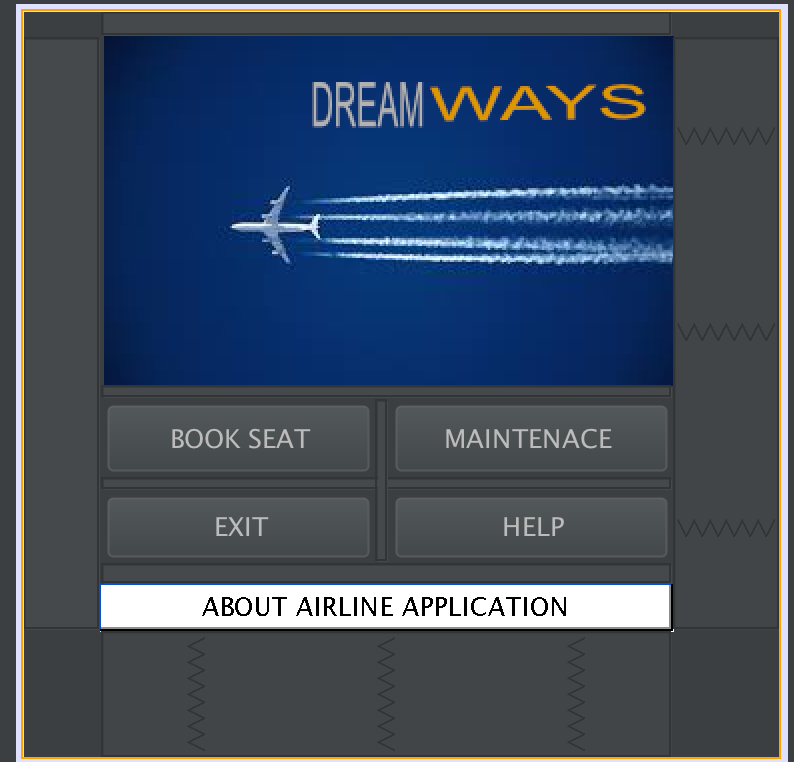 DREAMWAYS
BOOK SEAT
MAINTENACE
EXIT
HELP
ABOUT AIRLINE APPLICATION